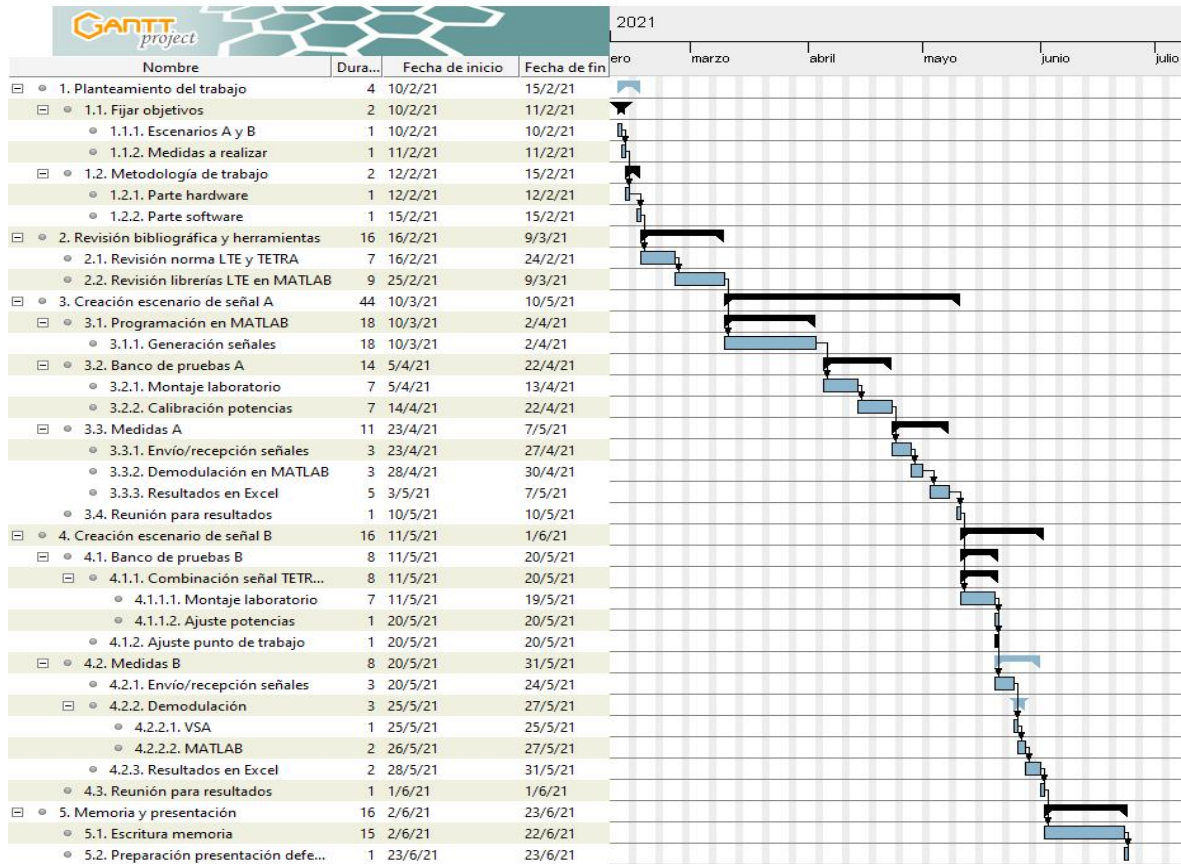 GANTT
project
2021
ero marzo abril mayo junio julio
Nombre Dura... Fecha de inicio Fecha de fin
1. Planteamiento del trabajo 4 10/2/21 15/2/21
1.1. Fijar objetivos 2 10/2/21 11/2/21
1.1.1. Escenarios A y B 1 10/2/21 10/2/21
1.1.2. Medidas a realizar 1 11/2/21 11/2/21
1.2. Metodología de trabajo 2 12/2/21 15/2/21
1.2.1. Parte hardware 1 12/2/21 12/2/21
1.2.2. Parte software 1 15/2/21 15/2/21
2. Revisión bibliográfica y herramientas 16 16/2/21 9/3/21
2.1. Revisión norma LTE y TETRA 7 16/2/21 24/2/21
2.2. Revisión librerías LTE en MATLAB 9 25/2/21 9/3/21
3. Creación escenario de señal A 44 10/3/21 10/5/21
3.1. Programación en MATLAB 18 10/3/21 2/4/21
3.1.1. Generación señales 18 10/3/21 2/4/21
3.2. Banco de pruebas A 14 5/4/21 22/4/21
3.2.1. Montaje laboratorio 7 5/4/21 13/4/21
3.2.2. Calibración potencias 7 14/4/21 22/4/21
3.3. Medidas A 11 23/4/21 7/5/21
3.3.1. Envío/recepción señales 3 23/4/21 27/4/21
3.3.2. Demodulación en MATLAB 3 28/4/21 30/4/21
3.3.3. Resultados en Excel 5 3/5/21 7/5/21
3.4. Reunión para resultados 1 10/5/21 10/5/21
4. Creación escenario de señal B 16 11/5/21 1/6/21
4.1. Banco de pruebas B 8 11/5/21 20/5/21
4.1.1. Combinación señal TETR... 8 11/5/21 20/5/21
4.1.1.1. Montaje laboratorio 7 11/5/21 19/5/21
4.1.1.2. Ajuste potencias 1 20/5/21 20/5/21
4.1.2. Ajuste punto de trabajo 1 20/5/21 20/5/21
4.2. Medidas B 8 20/5/21 31/5/21
4.2.1. Envío/recepción señales 3 20/5/21 24/5/21
4.2.2. Demodulación 3 25/5/21 27/5/21
4.2.2.1. VSA 1 25/5/21 25/5/21
4.2.2.2. MATLAB 2 26/5/21 27/5/21
4.2.3. Resultados en Excel 2 28/5/21 31/5/21
4.3. Reunión para resultados 1 1/6/21 1/6/21
5. Memoria y presentación 16 2/6/21 23/6/21
5.1. Escritura memoria 15 2/6/21 22/6/21
5.2. Preparación presentación defe... 1 23/6/21 23/6/21